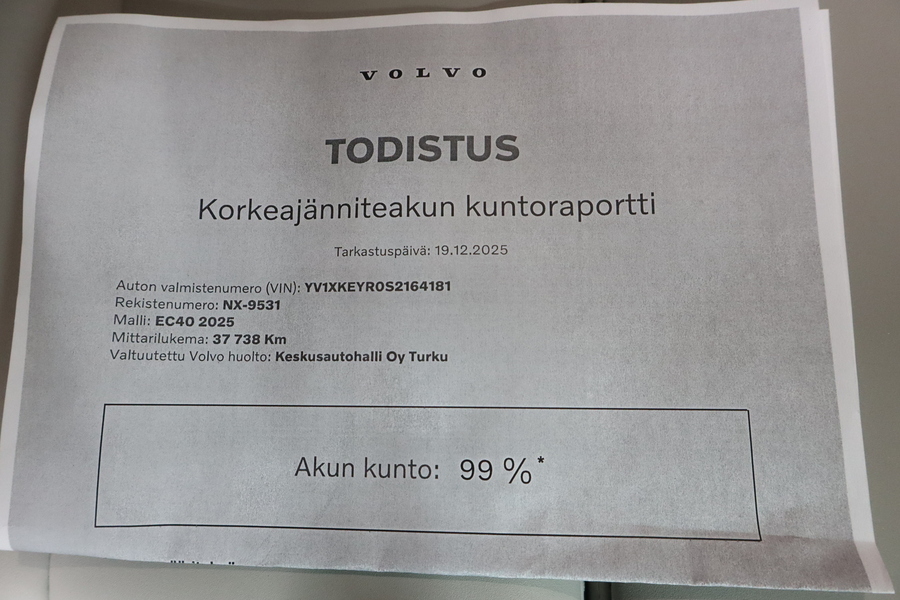 VOLVO
TODISTUS
Korkeajänniteakun kuntoraportti
Tarkastuspäivä: 19.12.2025
Auton valmistenumero (VIN): YV1XKEYR0S2164181
Rekistenumero: NX-9531
Malli: EC40 2025
Mittarilukema: 37 738 Km
Valtuutettu Volvo huolto: Keskusautohalli Oy Turku
Akun kunto: 99 %*